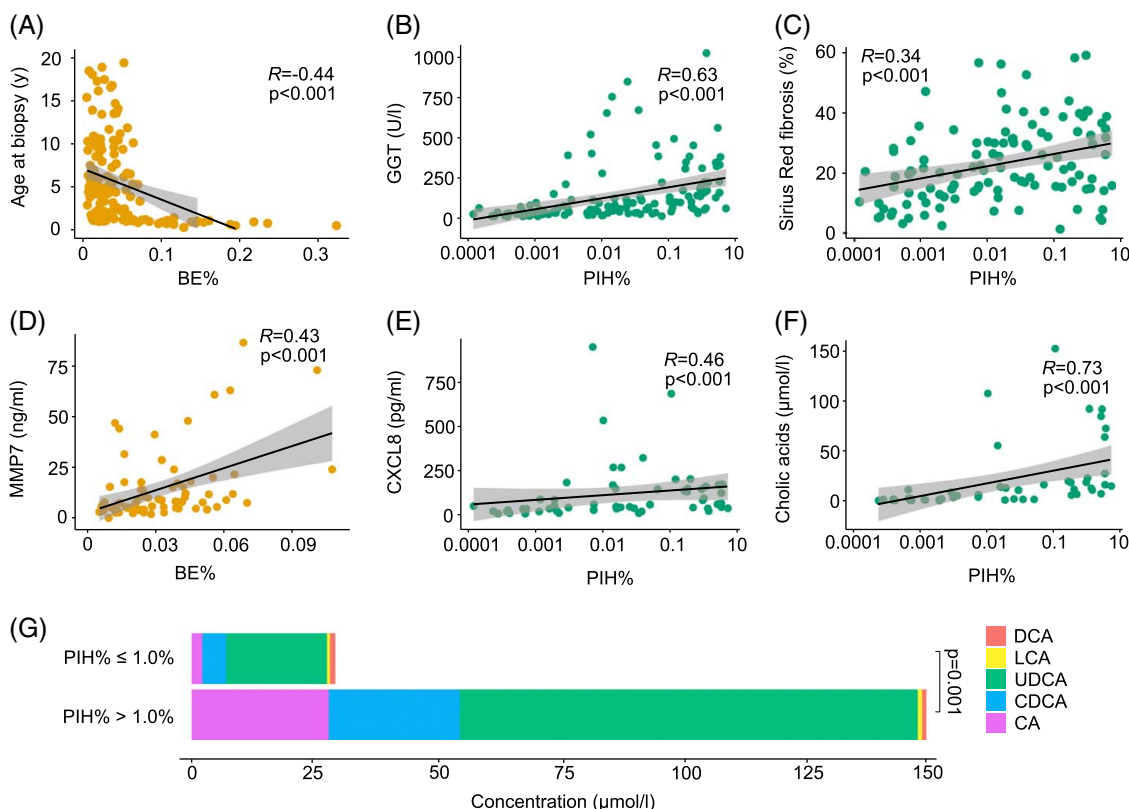 (A)
Age at biopsy (y)
20
15
10
5
0
R=-0.44
p<0.001
0 0.1 0.2 0.3
BE%
(B)
GGT (U/l)
1000
750
500
250
0
R=0.63
p<0.001
0.0001 0.001 0.01 0.1 10
PIH%
(C)
Sirius Red fibrosis (%)
60
40
20
0
R=0.34
p<0.001
0.0001 0.001 0.01 0.1 10
PIH%
(D)
MMP7 (ng/ml)
75
50
25
0
R=0.43
p<0.001
0 0.03 0.06 0.09
BE%
(E)
CXCL8 (pg/ml)
750
500
250
0
R=0.46
p<0.001
0.0001 0.001 0.01 0.1 10
PIH%
(F)
Cholic acids (µmol/l)
150
100
50
0
R=0.73
p<0.001
0.0001 0.001 0.01 0.1 10
PIH%
(G)
PIH% ≤ 1.0%
PIH% > 1.0%
p=0.001
DCA
LCA
UDCA
CDCA
CA
0 25 50 75 100 125 150
Concentration (µmol/l)